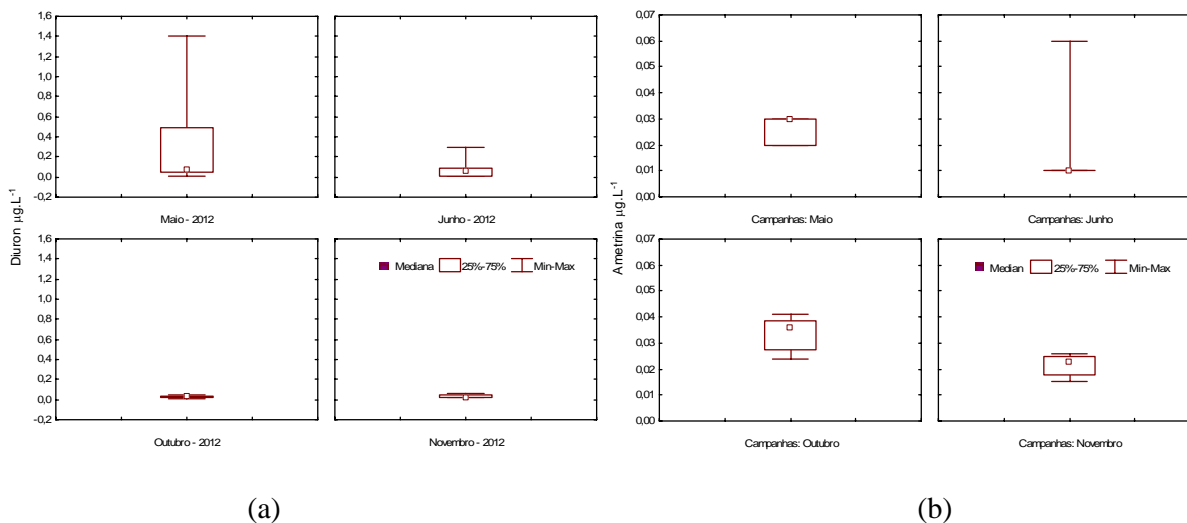 Diuron µg.L-1
1,6
1,4
1,2
1,0
0,8
0,6
0,4
0,2
0,0
-0,2
Maio - 2012
Junho - 2012
1,6
1,4
1,2
1,0
0,8
0,6
0,4
0,2
0,0
-0,2
Outubro - 2012
Mediana 25%-75% Min-Max
Novembro - 2012
(a)
Ametrina µg.L-1
0,07
0,06
0,05
0,04
0,03
0,02
0,01
0,00
Campanhas: Maio
Campanhas: Junho
0,07
0,06
0,05
0,04
0,03
0,02
0,01
0,00
Campanhas: Outubro
Median 25%-75% Min-Max
Campanhas: Novembro
(b)